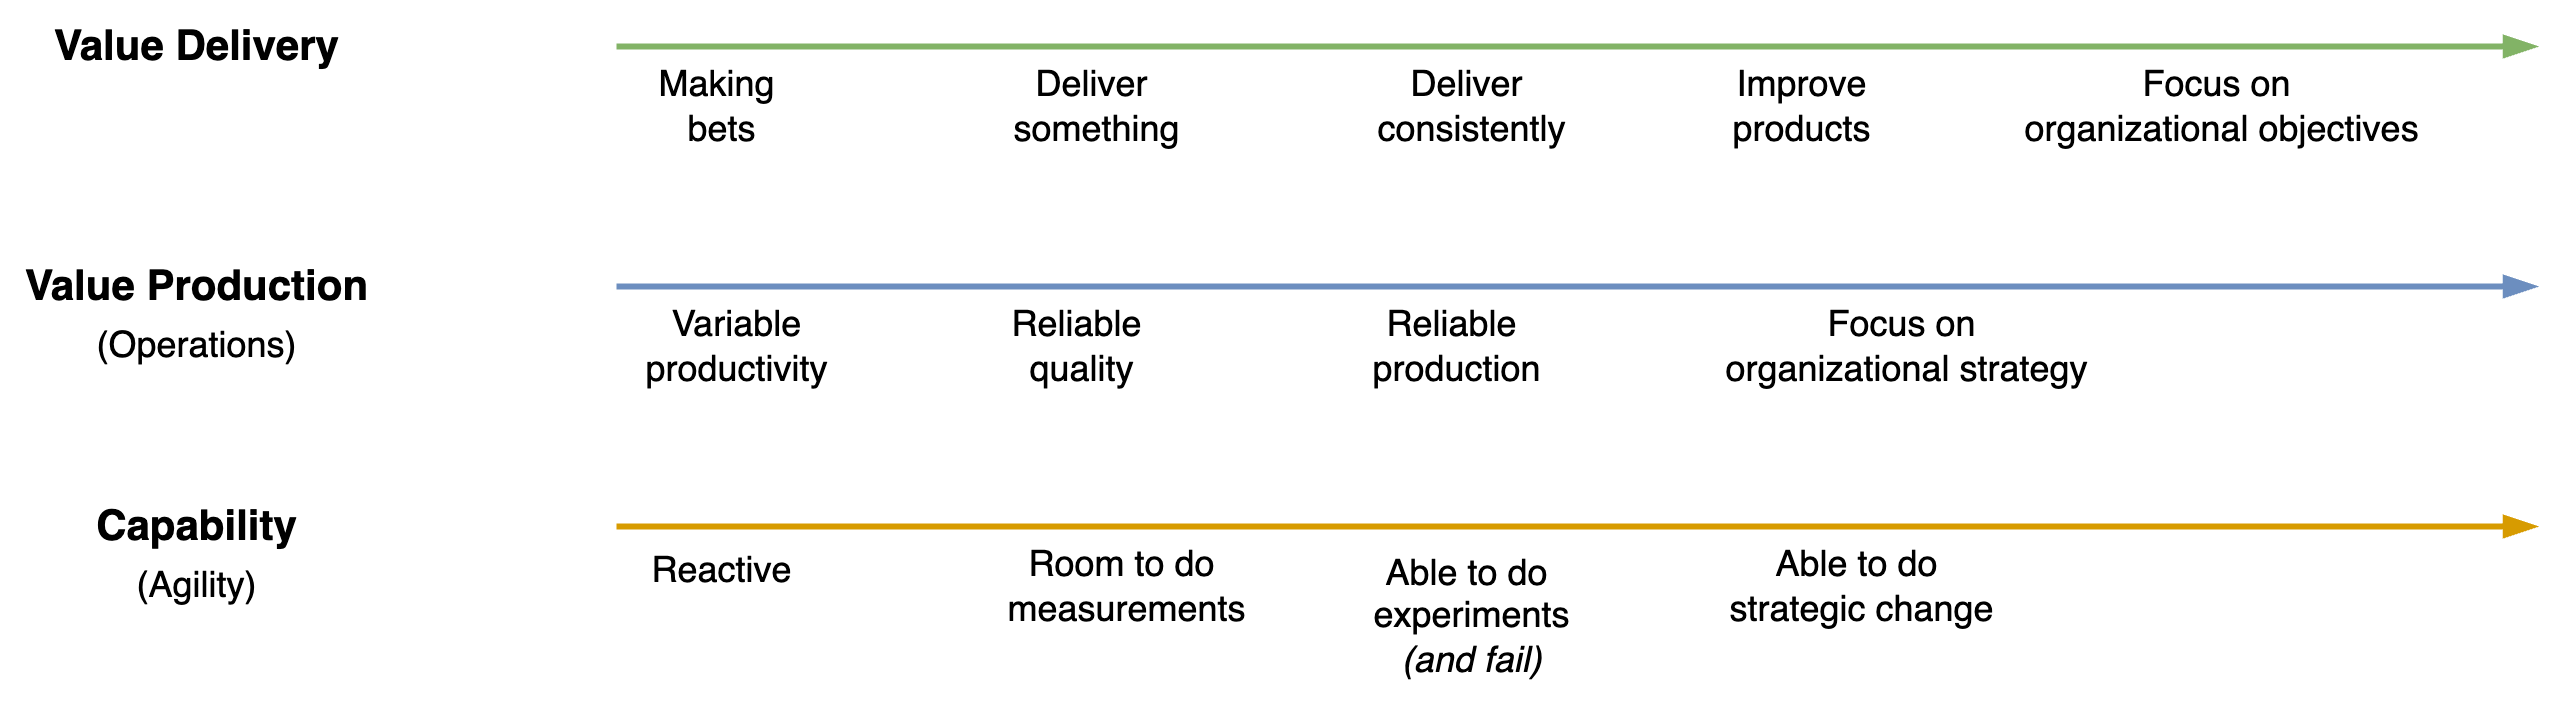 Value Delivery
Making
bets
Deliver
something
Deliver
consistently
Improve
products
Focus on
organizational objectives
Value Production
(Operations)
Variable
productivity
Reliable
quality
Reliable
production
Focus on
organizational strategy
Capability
(Agility)
Reactive
Room to do
measurements
Able to do
experiments
(and fail)
Able to do
strategic change